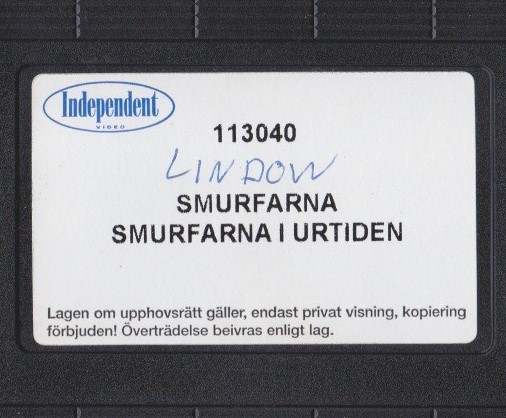 Independent
VIDEO
113040
LINDOW
SMURFARNA
SMURFARNA I URTIDEN
Lagen om upphovsrätt gäller, endast privat visning, kopiering
förbjuden! Överträdelse beivras enligt lag.